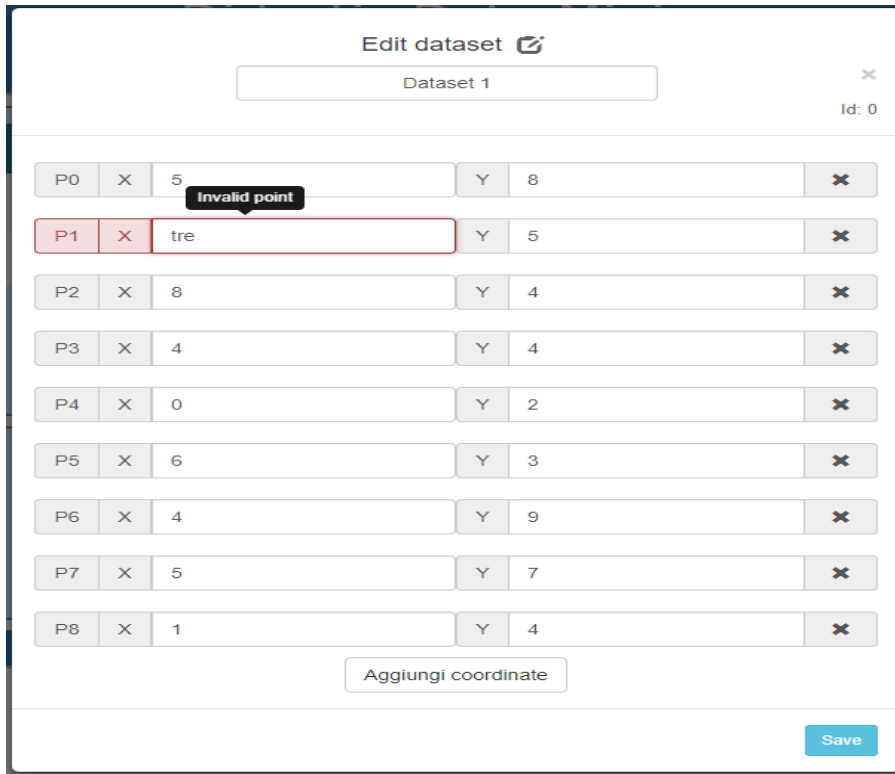 Edit dataset
Dataset 1
Id: 0
P0 X 5 Y 8
Invalid point
P1 X tre Y 5
P2 X 8 Y 4
P3 X 4 Y 4
P4 X 0 Y 2
P5 X 6 Y 3
P6 X 4 Y 9
P7 X 5 Y 7
P8 X 1 Y 4
Aggiungi coordinate
Save